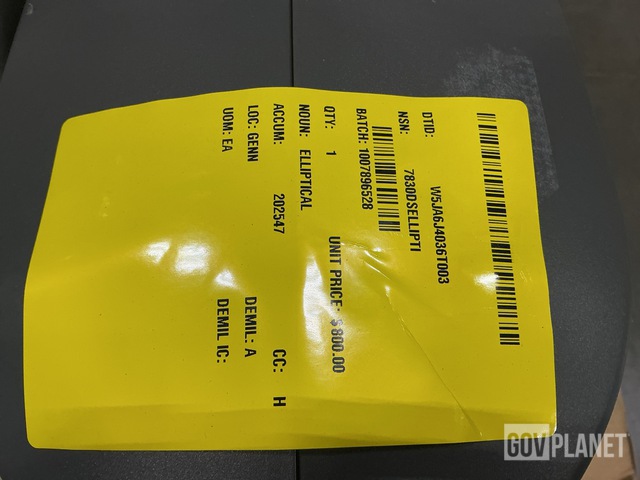 DTID: W5JA6J4036T003
NSN: 7830DSELLIPTI
BATCH: 1007896528
QTY: 1 UNIT PRICE: $ 800.00
NOUN: ELLIPTICAL
ACCUM: 202547 CC: H
LOC: GENN DEMIL: A
UOM: EA DEMIL IC:
GOVPLANET